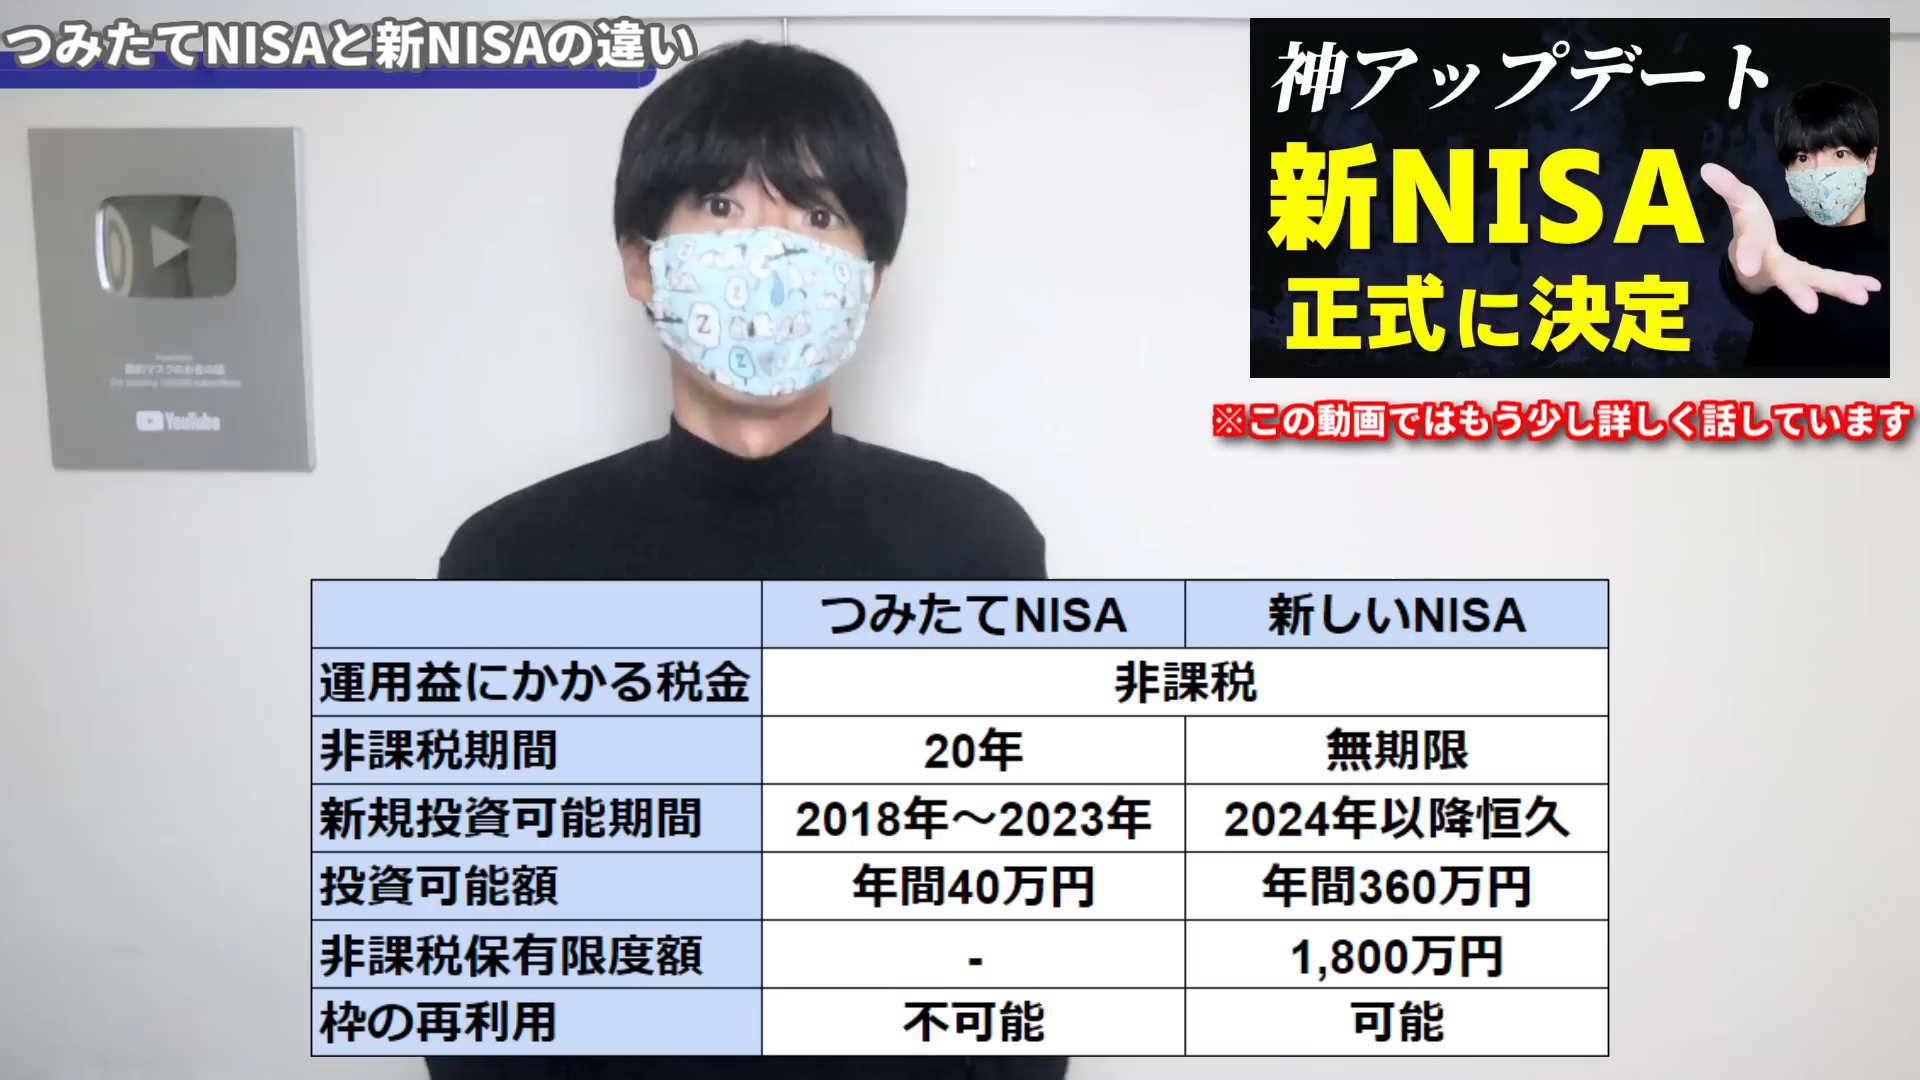 つみたてNISAと新NISAの違い
神アップデート
新NISA
正式に決定
※この動画ではもう少し詳しく話しています
YouTube
Z
Z
Z
つみたてNISA 新しいNISA
運用益にかかる税金 非課税
非課税期間 20年 無期限
新規投資可能期間 2018年～2023年 2024年以降恒久
投資可能額 年間40万円 年間360万円
非課税保有限度額 - 1,800万円
枠の再利用 不可能 可能